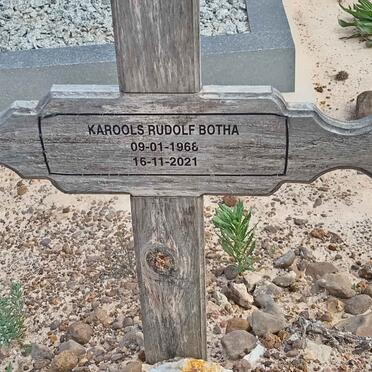 KAROOLS RUDOLF BOTHA
09-01-1968
16-11-2021